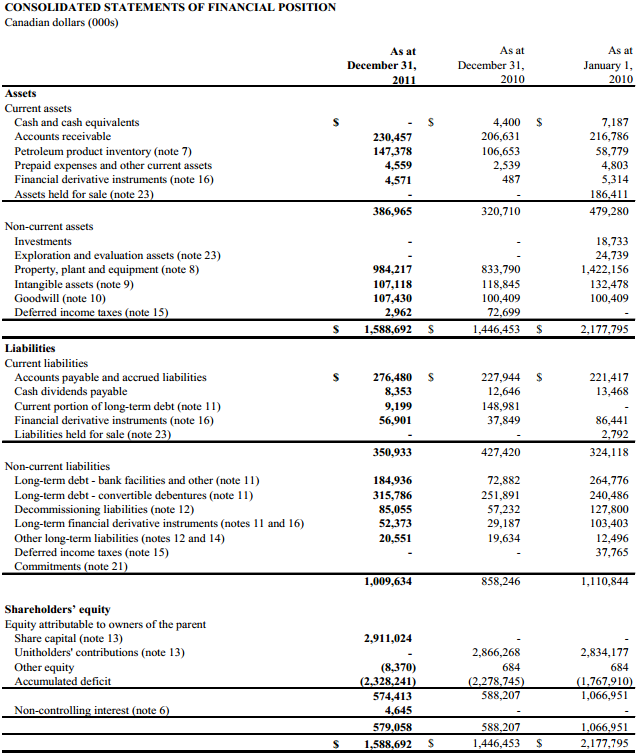 CONSOLIDATED STATEMENTS OF FINANCIAL POSITION
Canadian dollars (000s)
As at As at As at
December 31, December 31, January 1,
2011 2010 2010
Assets
Current assets
Cash and cash equivalents $ - $ 4,400 $ 7,187
Accounts receivable 230,457 206,631 216,786
Petroleum product inventory (note 7) 147,378 106,653 58,779
Prepaid expenses and other current assets 4,559 2,539 4,803
Financial derivative instruments (note 16) 4,571 487 5,314
Assets held for sale (note 23) - - 186,411
386,965 320,710 479,280
Non-current assets
Investments - - 18,733
Exploration and evaluation assets (note 23) - - 24,739
Property, plant and equipment (note 8) 984,217 833,790 1,422,156
Intangible assets (note 9) 107,118 118,845 132,478
Goodwill (note 10) 107,430 100,409 100,409
Deferred income taxes (note 15) 2,962 72,699 -
$ 1,588,692 $ 1,446,453 $ 2,177,795
Liabilities
Current liabilities
Accounts payable and accrued liabilities $ 276,480 $ 227,944 $ 221,417
Cash dividends payable 8,353 12,646 13,468
Current portion of long-term debt (note 11) 9,199 148,981 -
Financial derivative instruments (note 16) 56,901 37,849 86,441
Liabilities held for sale (note 23) - - 2,792
350,933 427,420 324,118
Non-current liabilities
Long-term debt - bank facilities and other (note 11) 184,936 72,882 264,776
Long-term debt - convertible debentures (note 11) 315,786 251,891 240,486
Decommissioning liabilities (note 12) 85,055 57,232 127,800
Long-term financial derivative instruments (notes 11 and 16) 52,373 29,187 103,403
Other long-term liabilities (notes 12 and 14) 20,551 19,634 12,496
Deferred income taxes (note 15) - - 37,765
Commitments (note 21)
1,009,634 858,246 1,110,844
Shareholders' equity
Equity attributable to owners of the parent
Share capital (note 13) 2,911,024 - -
Unitholders' contributions (note 13) - 2,866,268 2,834,177
Other equity (8,370) 684 684
Accumulated deficit (2,328,241) (2,278,745) (1,767,910)
574,413 588,207 1,066,951
Non-controlling interest (note 6) 4,645 - -
579,058 588,207 1,066,951
$ 1,588,692 $ 1,446,453 $ 2,177,795